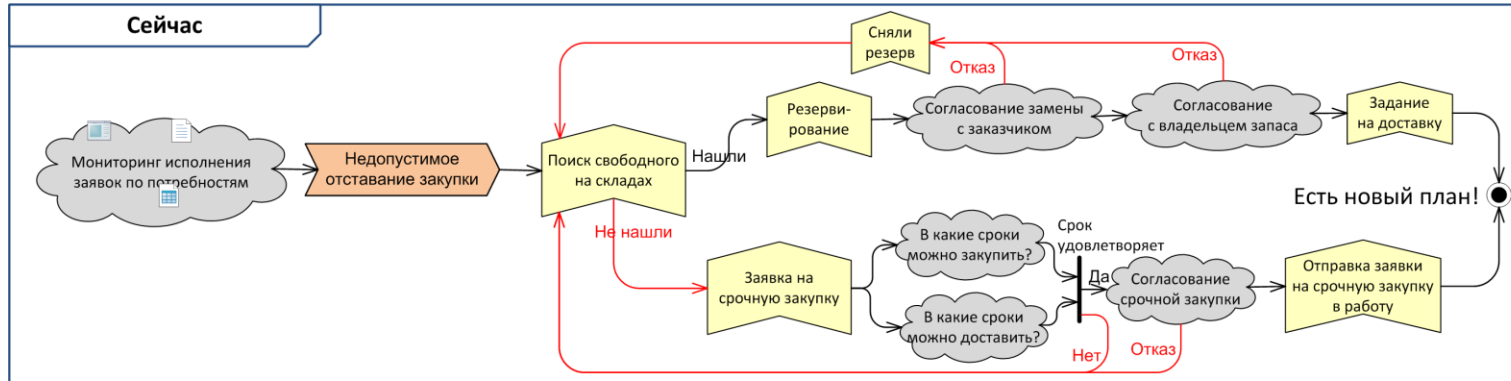 Сейчас
Сняли
резерв
Отказ
Отказ
Резерви-
рование
Согласование замены
с заказчиком
Согласование
с владельцем запаса
Задание
на доставку
Мониторинг исполнения
заявок по потребностям
Недопустимое
отставание закупки
Поиск свободного
на складах
Нашли
Не нашли
Есть новый план!
Заявка на
срочную закупку
В какие сроки
можно закупить?
В какие сроки
можно доставить?
Срок
удовлетворяет
Да
Нет
Согласование
срочной закупки
Отказ
Отправка заявки
на срочную закупку
в работу